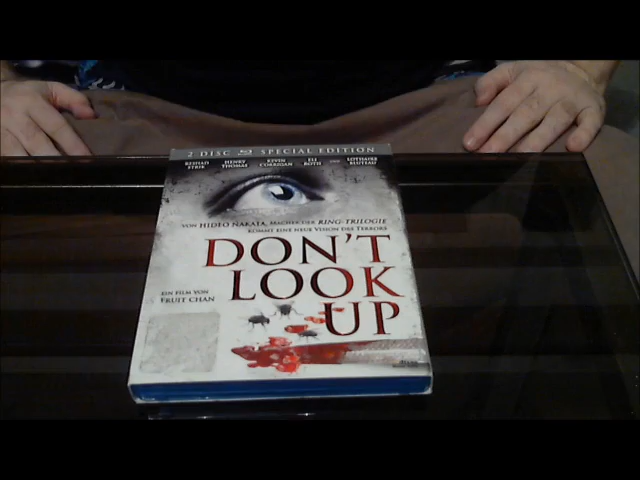 2 DISC SPECIAL EDITION
RESHAD STRIK HENRY THOMAS KEVIN CORRIGAN ELI ROTH UND LOTHAIRE BLUTEAU
VON HIDEO NAKATA, MACHER DER RING-TRILOGIE
KOMMT EINE NEUE VISION DES TERRORS
DON'T
LOOK
UP
EIN FILM VON
FRUIT CHAN